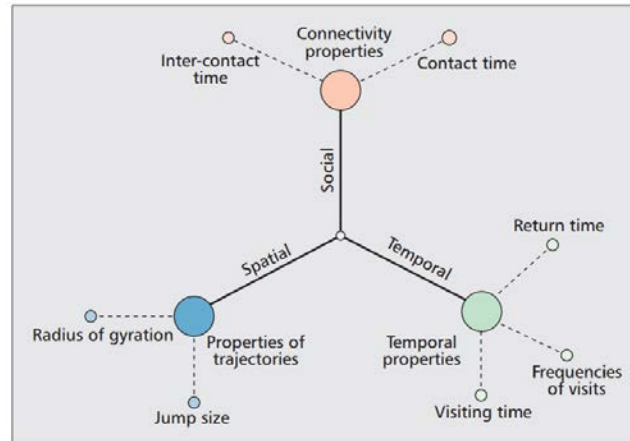 Connectivity
properties
Inter-contact
time
Contact time
Social
Spatial
Temporal
Return time
Radius of gyration
Properties of
trajectories
Temporal
properties
Frequencies
of visits
Jump size
Visiting time